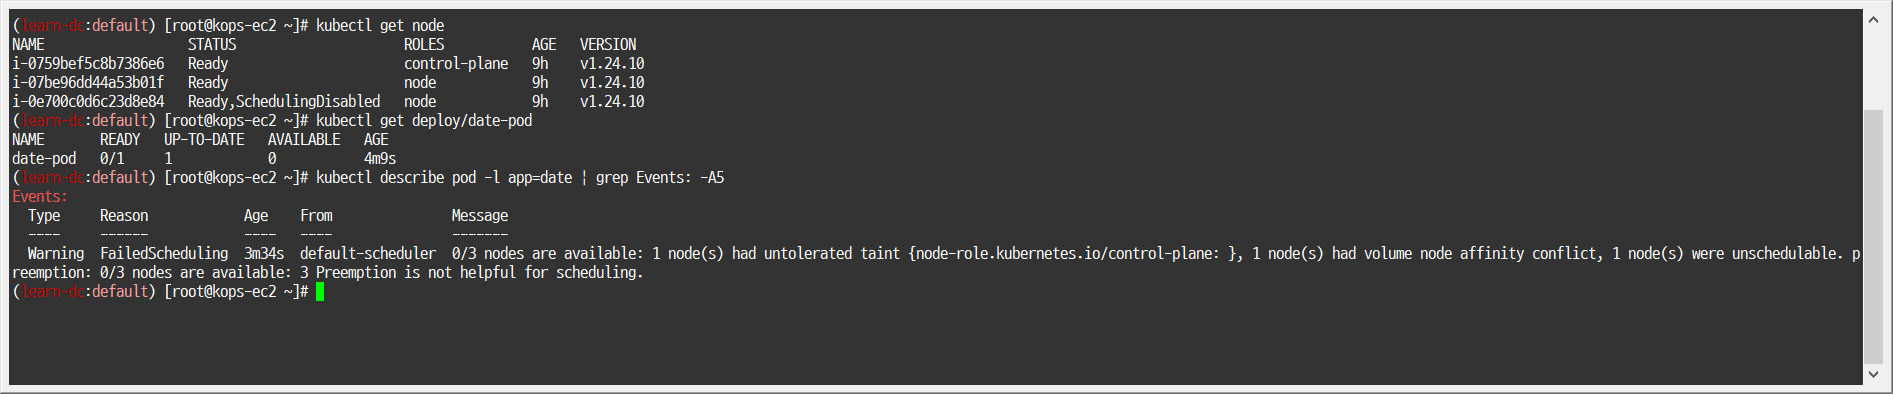 (learn-dc:default) [root@kops-ec2 ~]# kubectl get node
NAME                  STATUS                     ROLES           AGE   VERSION
i-0759bef5c8b7386e6   Ready                      control-plane   9h    v1.24.10
i-07be96dd44a53b01f   Ready                      node            9h    v1.24.10
i-0e700c0d6c23d8e84   Ready,SchedulingDisabled   node            9h    v1.24.10
(learn-dc:default) [root@kops-ec2 ~]# kubectl get deploy/date-pod
NAME       READY   UP-TO-DATE   AVAILABLE   AGE
date-pod   0/1     1            0           4m9s
(learn-dc:default) [root@kops-ec2 ~]# kubectl describe pod -l app=date | grep Events: -A5
Events:
  Type     Reason            Age    From               Message
  ----     ------            ----   ----               -------
  Warning  FailedScheduling  3m34s  default-scheduler  0/3 nodes are available: 1 node(s) had untolerated taint {node-role.kubernetes.io/control-plane: }, 1 node(s) had volume node affinity conflict, 1 node(s) were unschedulable. p
reemption: 0/3 nodes are available: 3 Preemption is not helpful for scheduling.
(learn-dc:default) [root@kops-ec2 ~]#